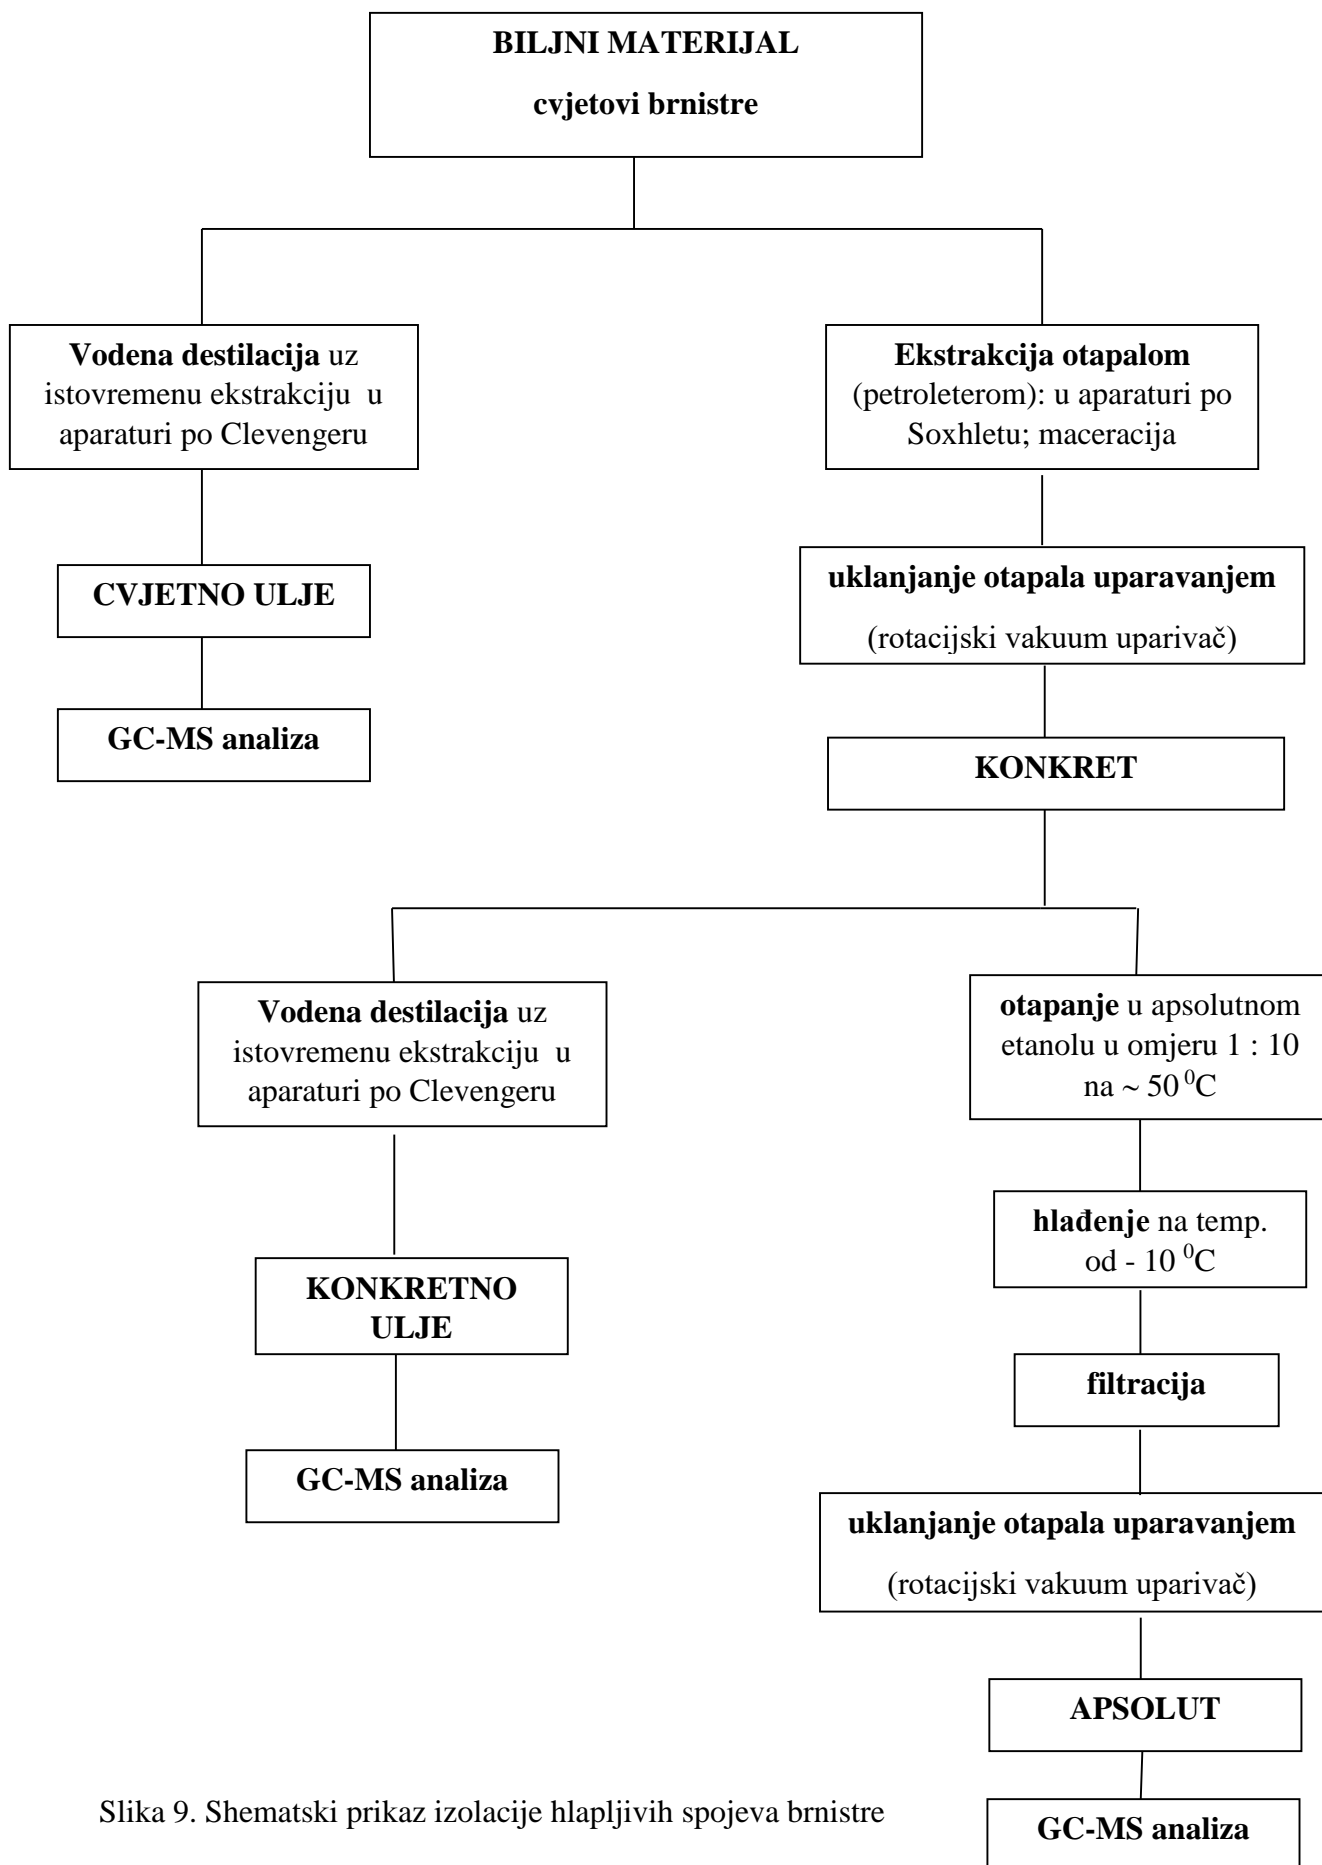 BILJNI MATERIJAL
cvjetovi brnistre
Vodena destilacija uz
istovremenu ekstrakciju u
aparaturi po Clevengeru
Ekstrakcija otapalom
(petroleterom): u aparaturi po
Soxhletu; maceracija
CVJETNO ULJE
uklanjanje otapala uparavanjem
(rotacijski vakuum uparivač)
GC-MS analiza
KONKRET
Vodena destilacija uz
istovremenu ekstrakciju u
aparaturi po Clevengeru
otapanje u apsolutnom
etanolu u omjeru 1 : 10
na ~ 50 ⁰C
hlađenje na temp.
od - 10 ⁰C
KONKRETNO
ULJE
filtracija
GC-MS analiza
uklanjanje otapala uparavanjem
(rotacijski vakuum uparivač)
APSOLUT
GC-MS analiza
Slika 9. Shematski prikaz izolacije hlapljivih spojeva brnistre